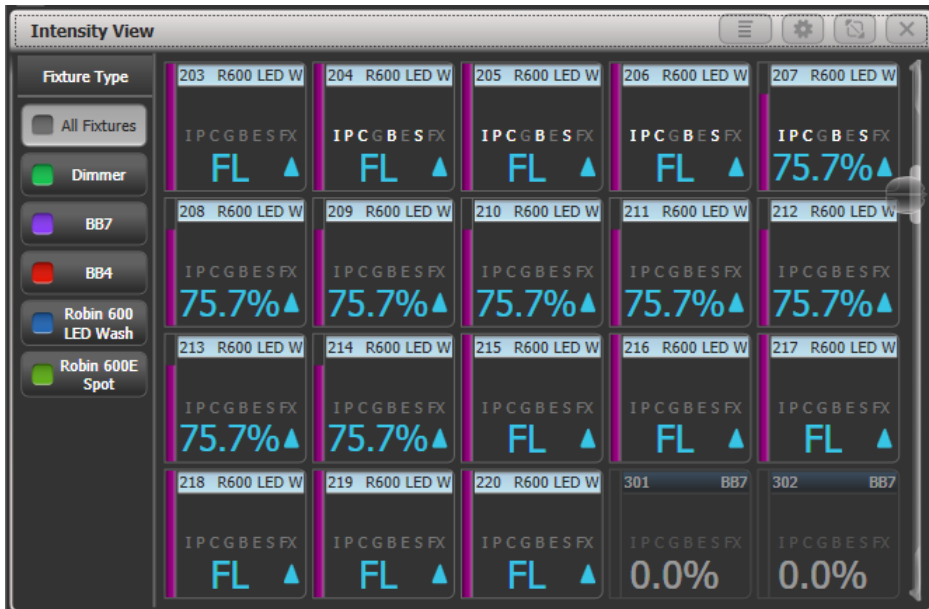 Intensity View
Fixture Type
All Fixtures
Dimmer
BB7
BB4
Robin 600
LED Wash
Robin 600E
Spot
203 R600 LED W
IPCGBESFX
FL
204 R600 LED W
IPCGBESFX
FL
205 R600 LED W
IPCGBESFX
FL
206 R600 LED W
IPCGBESFX
FL
207 R600 LED W
IPCGBESFX
75.7%
208 R600 LED W
IPCGBESFX
75.7%
209 R600 LED W
IPCGBESFX
75.7%
210 R600 LED W
IPCGBESFX
75.7%
211 R600 LED W
IPCGBESFX
75.7%
212 R600 LED W
IPCGBESFX
75.7%
213 R600 LED W
IPCGBESFX
75.7%
214 R600 LED W
IPCGBESFX
75.7%
215 R600 LED W
IPCGBESFX
FL
216 R600 LED W
IPCGBESFX
FL
217 R600 LED W
IPCGBESFX
FL
218 R600 LED W
IPCGBESFX
FL
219 R600 LED W
IPCGBESFX
FL
220 R600 LED W
IPCGBESFX
FL
301 BB7
IPCGBESFX
0.0%
302 BB7
IPCGBESFX
0.0%